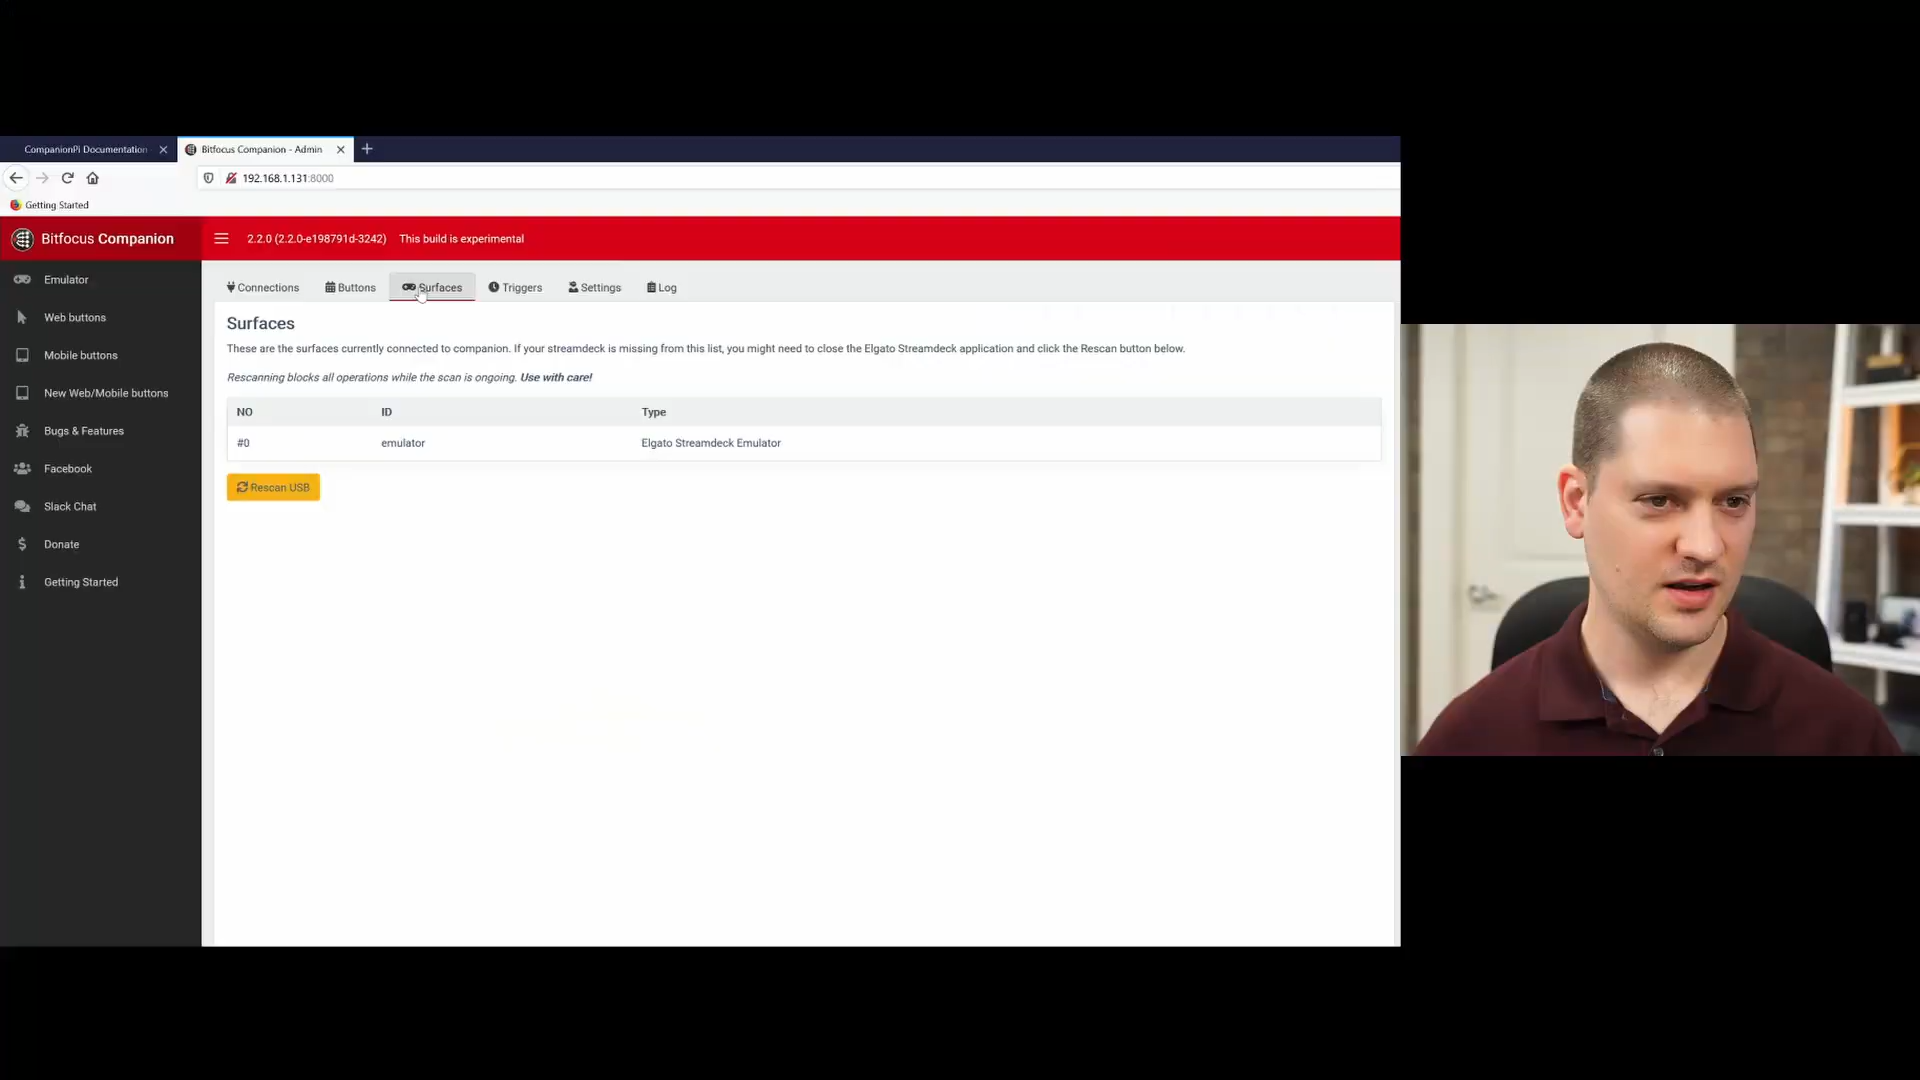 CompanionPi Documentation
Bitfocus Companion - Admin
192.168.1.131:8000
Getting Started
Bitfocus Companion
2.2.0 (2.2.0-e198791d-3242) This build is experimental
Emulator
Web buttons
Mobile buttons
New Web/Mobile buttons
Bugs & Features
Facebook
Slack Chat
Donate
Getting Started
Connections
Buttons
Surfaces
Triggers
Settings
Log
Surfaces
These are the surfaces currently connected to companion. If your streamdeck is missing from this list, you might need to close the Elgato Streamdeck application and click the Rescan button below.
Rescanning blocks all operations while the scan is ongoing. Use with care!
NO ID Type
#0 emulator Elgato Streamdeck Emulator
Rescan USB